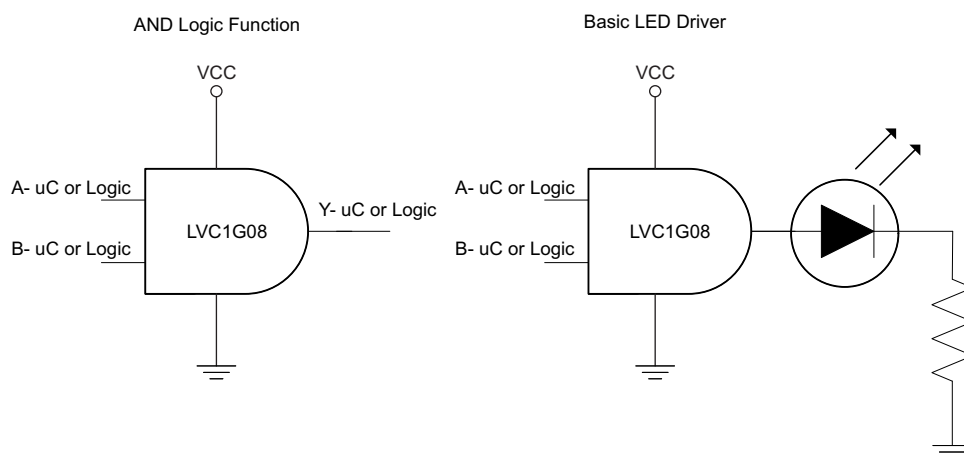 AND Logic Function
VCC
A- uC or Logic
B- uC or Logic
LVC1G08
Y- uC or Logic
Basic LED Driver
VCC
A- uC or Logic
B- uC or Logic
LVC1G08